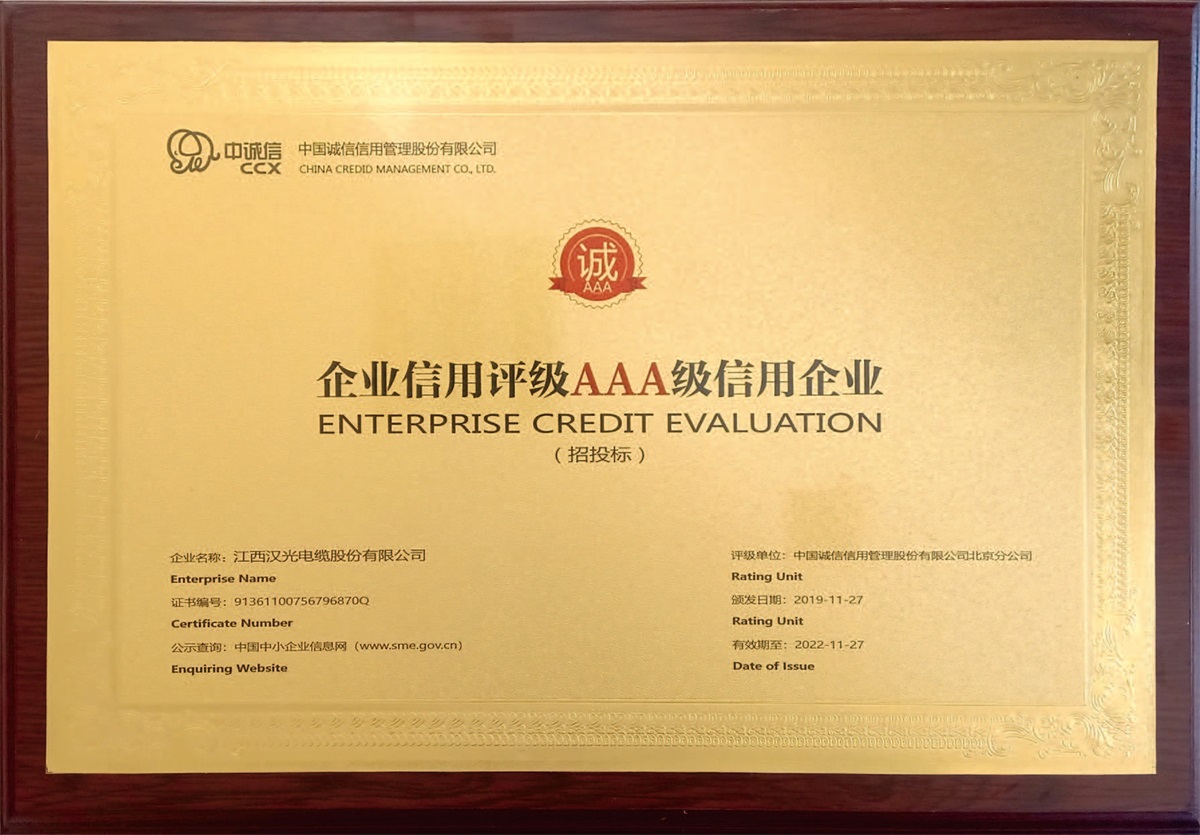 中诚信
CCX
中国诚信信用管理股份有限公司
CHINA CREDID MANAGEMENT CO., LTD.
诚
AAA
企业信用评级AAA级信用企业
ENTERPRISE CREDIT EVALUATION
（招投标）
企业名称：江西汉光电缆股份有限公司
Enterprise Name
证书编号：91361100756796870Q
Certificate Number
公示查询：中国中小企业信息网（www.sme.gov.cn）
Enquiring Website
评级单位：中国诚信信用管理股份有限公司北京分公司
Rating Unit
颁发日期：2019-11-27
Rating Unit
有效期至：2022-11-27
Date of Issue